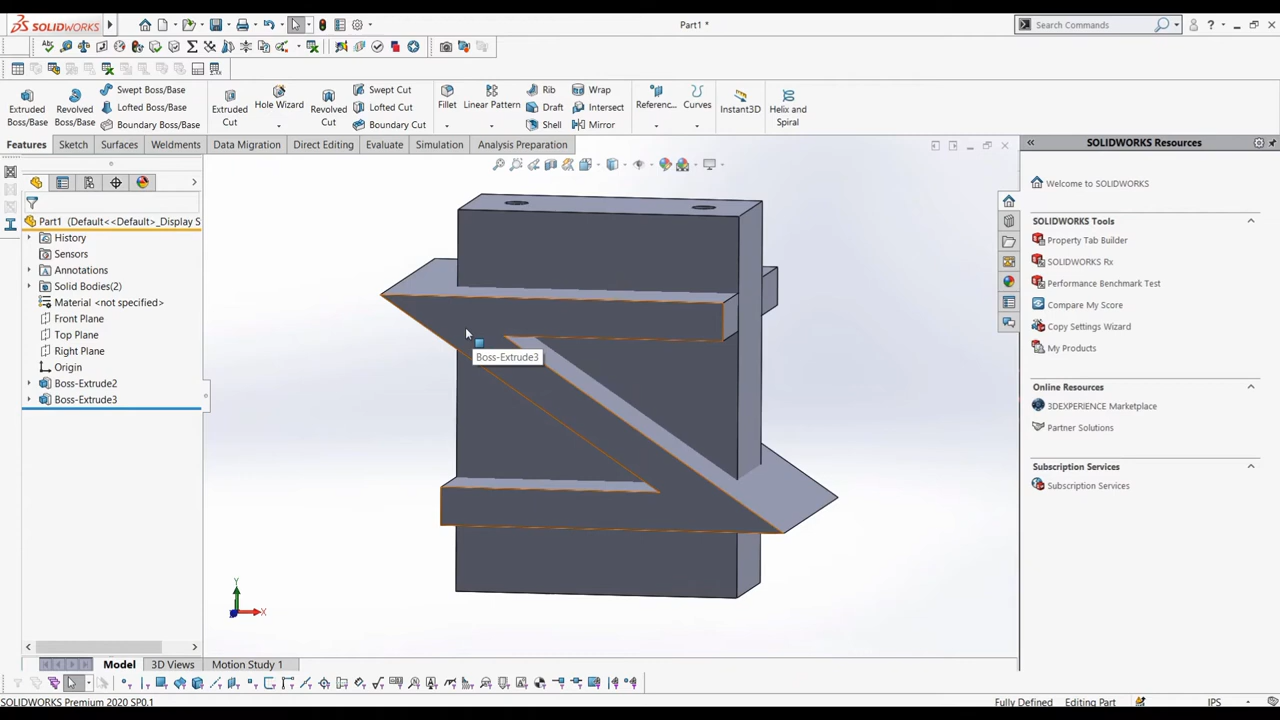 SOLIDWORKS
Part1 *
Search Commands
Extruded Boss/Base
Revolved Boss/Base
Swept Boss/Base
Lofted Boss/Base
Boundary Boss/Base
Extruded Cut
Hole Wizard
Revolved Cut
Swept Cut
Lofted Cut
Boundary Cut
Fillet
Linear Pattern
Rib
Draft
Shell
Wrap
Intersect
Mirror
Referenc...
Curves
Instant3D
Helix and Spiral
Features
Sketch
Surfaces
Weldments
Data Migration
Direct Editing
Evaluate
Simulation
Analysis Preparation
Part1 (Default<<Default>_Display S
History
Sensors
Annotations
Solid Bodies(2)
Material <not specified>
Front Plane
Top Plane
Right Plane
Origin
Boss-Extrude2
Boss-Extrude3
Boss-Extrude3
Y
X
SOLIDWORKS Resources
Welcome to SOLIDWORKS
SOLIDWORKS Tools
Property Tab Builder
SOLIDWORKS Rx
Performance Benchmark Test
Compare My Score
Copy Settings Wizard
My Products
Online Resources
3DEXPERIENCE Marketplace
Partner Solutions
Subscription Services
Subscription Services
Model
3D Views
Motion Study 1
SOLIDWORKS Premium 2020 SP0.1
Fully Defined
Editing Part
IPS